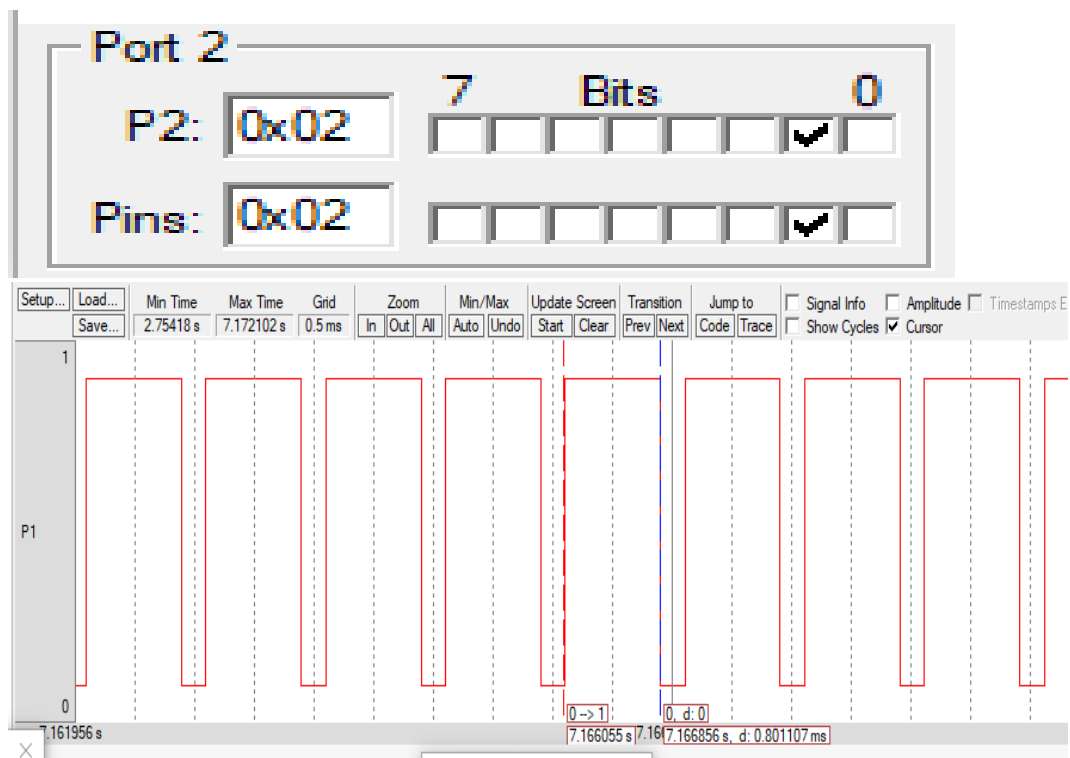 Port 2
7 Bits 0
P2: 0x02
Pins: 0x02
Setup... Load... Min Time Max Time Grid Zoom Min/Max Update Screen Transition Jump to Signal Info Amplitude Timestamps E
Save... 2.75418 s 7.172102 s 0.5 ms In Out All Auto Undo Start Clear Prev Next Code Trace Show Cycles Cursor
1
P1
0
0 --> 1 0, d: 0
7.161956 s 7.166055 s 7.166856 s, d: 0.801107 ms